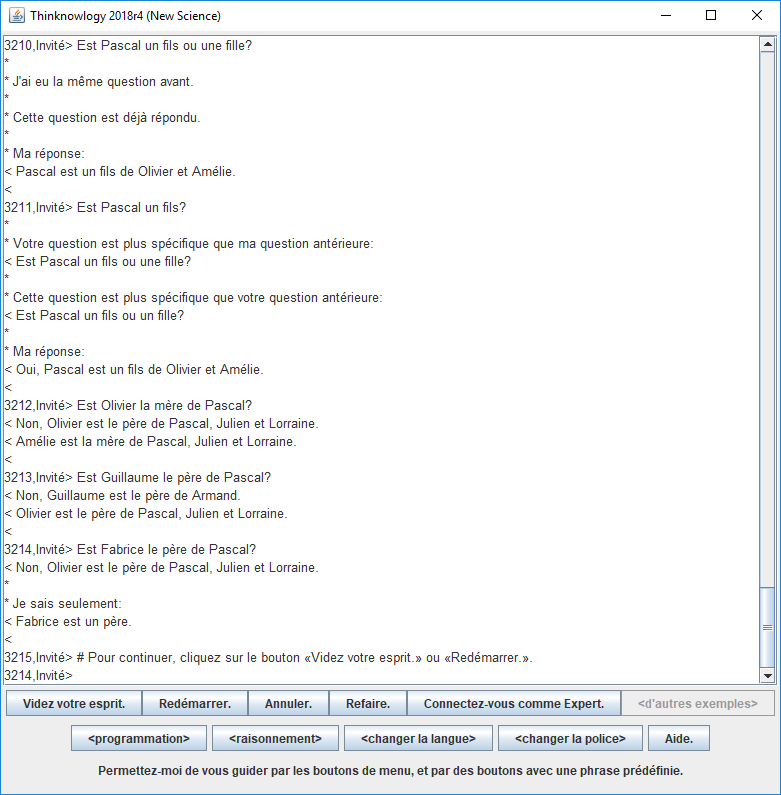 Thinknowlogy 2018r4 (New Science)
3210,Invité> Est Pascal un fils ou une fille?
*
* J'ai eu la même question avant.
*
* Cette question est déjà répondu.
*
* Ma réponse:
< Pascal est un fils de Olivier et Amélie.
<
3211,Invité> Est Pascal un fils?
*
* Votre question est plus spécifique que ma question antérieure:
< Est Pascal un fils ou une fille?
*
* Cette question est plus spécifique que votre question antérieure:
< Est Pascal un fils ou un fille?
*
* Ma réponse:
< Oui, Pascal est un fils de Olivier et Amélie.
<
3212,Invité> Est Olivier la mère de Pascal?
< Non, Olivier est le père de Pascal, Julien et Lorraine.
< Amélie est la mère de Pascal, Julien et Lorraine.
<
3213,Invité> Est Guillaume le père de Pascal?
< Non, Guillaume est le père de Armand.
< Olivier est le père de Pascal, Julien et Lorraine.
<
3214,Invité> Est Fabrice le père de Pascal?
< Non, Olivier est le père de Pascal, Julien et Lorraine.
*
* Je sais seulement:
< Fabrice est un père.
<
3215,Invité> # Pour continuer, cliquez sur le bouton «Videz votre esprit.» ou «Redémarrer.».
3214,Invité>
Videz votre esprit. Redémarrer. Annuler. Refaire. Connectez-vous comme Expert. <d'autres exemples>
<programmation> <raisonnement> <changer la langue> <changer la police> Aide.
Permettez-moi de vous guider par les boutons de menu, et par des boutons avec une phrase prédéfinie.